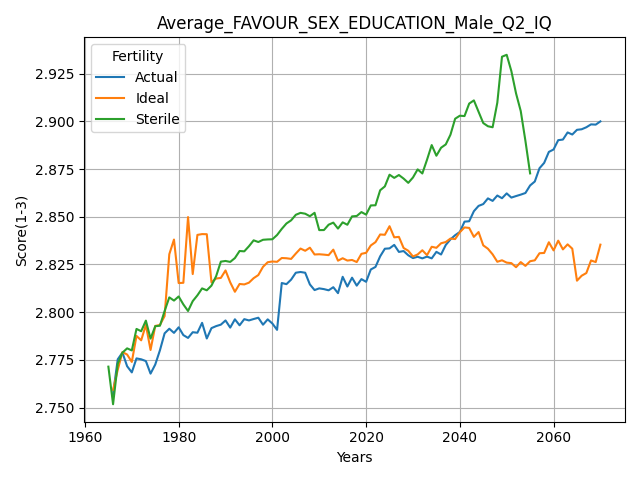 Average_FAVOUR_SEX_EDUCATION_Male_Q2_IQ
Fertility
Actual
Ideal
Sterile
Score(1-3)
2.925
2.900
2.875
2.850
2.825
2.800
2.775
2.750
1960 1980 2000 2020 2040 2060
Years